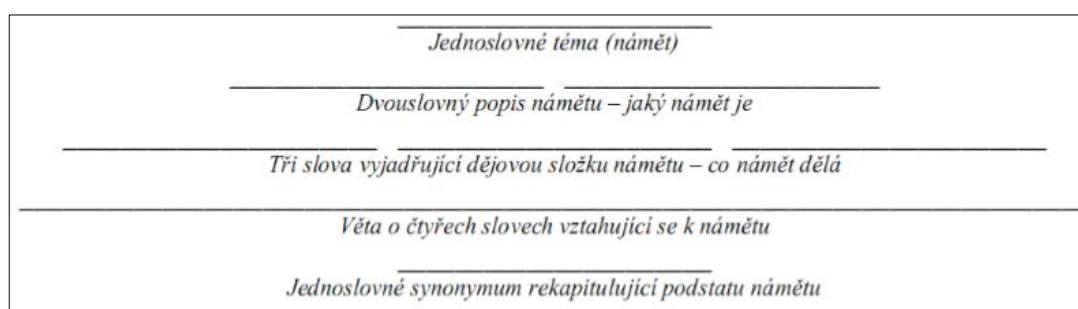 Jednoslovné téma (námět)
Dvouslovný popis námětu – jaký námět je
Tři slova vyjadřující dějovou složku námětu – co námět dělá
Věta o čtyřech slovech vztahující se k námětu
Jednoslovné synonymum rekapitulující podstatu námětu